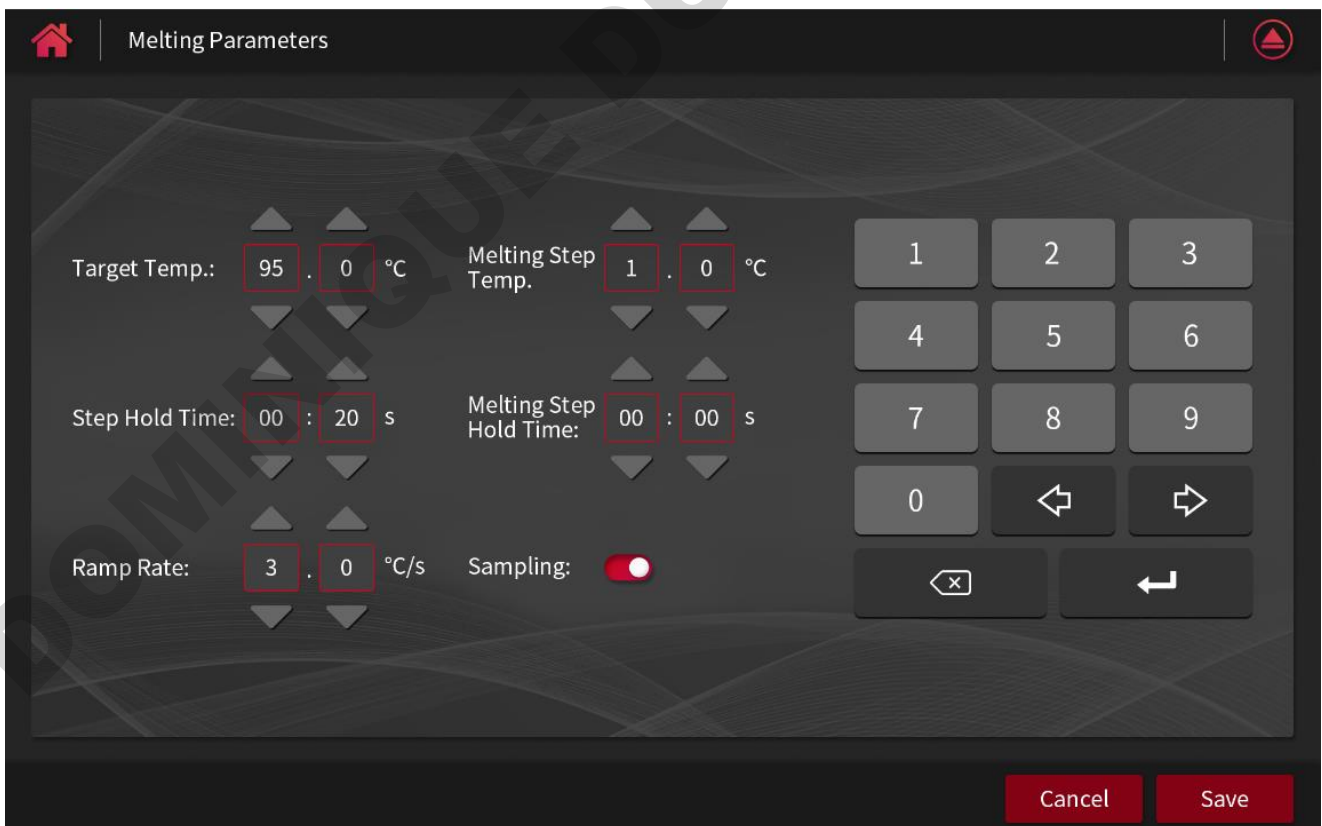 Melting Parameters
Target Temp.: 95 . 0 °C
Melting Step
Temp.
1 . 0 °C
Step Hold Time: 00 : 20 s
Melting Step
Hold Time:
00 : 00 s
Ramp Rate: 3 . 0 °C/s
Sampling:
1 2 3
4 5 6
7 8 9
0
Cancel Save
DOMINIQUE